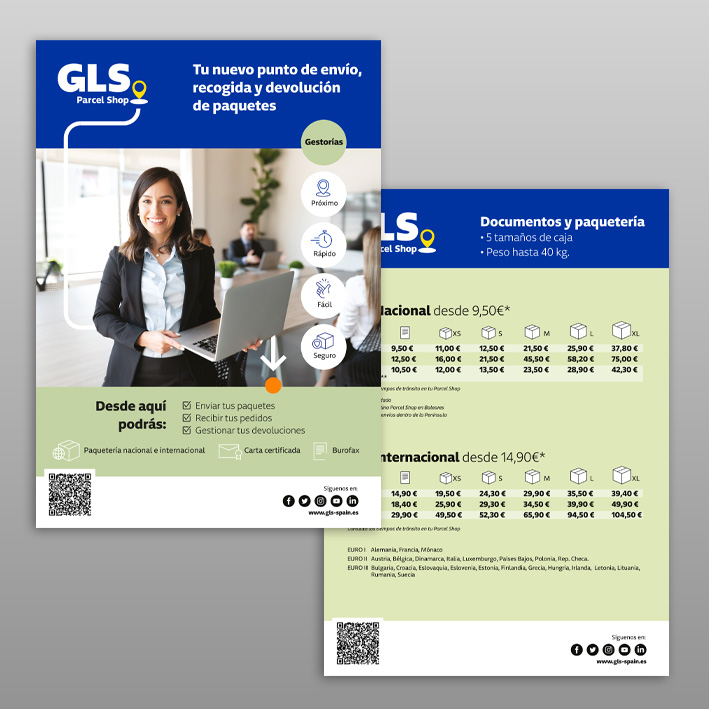 GLS
Parcel Shop
Tu nuevo punto de envío,
recogida y devolución
de paquetes
Gestorías
Próximo
Rápido
Fácil
Seguro
Desde aquí
podrás:
Enviar tus paquetes
Recibir tus pedidos
Gestionar tus devoluciones
Paquetería nacional e internacional
Carta certificada
Burofax
Síguenos en:
www.gls-spain.es
LS
cel Shop
Documentos y paquetería
• 5 tamaños de caja
• Peso hasta 40 kg.
acional desde 9,50€*
XS S M L XL
9,50 € 11,00 € 12,50 € 21,50 € 25,90 € 37,80 €
12,50 € 16,00 € 21,50 € 45,50 € 58,20 € 75,00 €
10,50 € 12,00 € 13,50 € 23,50 € 28,90 € 42,30 €
**
empos de tránsito en tu Parcel Shop
ino Parcel Shop en Baleares
envíos dentro de la Península
nternacional desde 14,90€*
XS S M L XL
14,90 € 19,50 € 24,30 € 29,90 € 35,50 € 39,40 €
18,40 € 25,90 € 29,30 € 34,50 € 39,90 € 49,90 €
29,90 € 49,50 € 52,30 € 65,90 € 94,50 € 104,50 €
Consulta los tiempos de tránsito en tu Parcel Shop
EURO I Alemania, Francia, Mónaco
EURO II Austria, Bélgica, Dinamarca, Italia, Luxemburgo, Países Bajos, Polonia, Rep. Checa.
EURO III Bulgaria, Croacia, Eslovaquia, Eslovenia, Estonia, Finlandia, Grecia, Hungría, Irlanda, Letonia, Lituania,
Rumania, Suecia
Síguenos en:
www.gls-spain.es